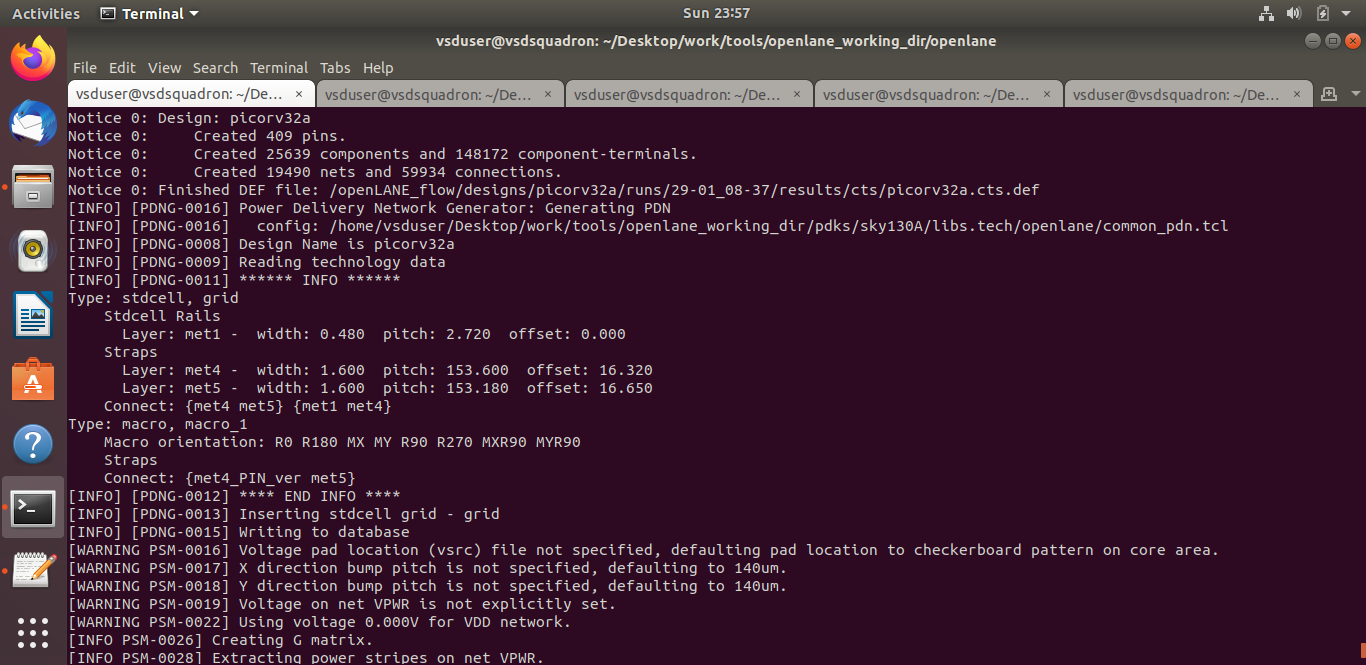 Activities Terminal Sun 23:57
vsduser@vsdsquadron: ~/Desktop/work/tools/openlane_working_dir/openlane
File Edit View Search Terminal Tabs Help
vsduser@vsdsquadron: ~/De... × vsduser@vsdsquadron: ~/De... × vsduser@vsdsquadron: ~/De... × vsduser@vsdsquadron: ~/De... × vsduser@vsdsquadron: ~/De... ×
Notice 0: Design: picorv32a
Notice 0:     Created 409 pins.
Notice 0:     Created 25639 components and 148172 component-terminals.
Notice 0:     Created 19490 nets and 59934 connections.
Notice 0: Finished DEF file: /openLANE_flow/designs/picorv32a/runs/29-01_08-37/results/cts/picorv32a.cts.def
[INFO] [PDNG-0016] Power Delivery Network Generator: Generating PDN
[INFO] [PDNG-0016]   config: /home/vsduser/Desktop/work/tools/openlane_working_dir/pdks/sky130A/libs.tech/openlane/common_pdn.tcl
[INFO] [PDNG-0008] Design Name is picorv32a
[INFO] [PDNG-0009] Reading technology data
[INFO] [PDNG-0011] ****** INFO ******
Type: stdcell, grid
    Stdcell Rails
      Layer: met1 -  width: 0.480  pitch: 2.720  offset: 0.000
    Straps
      Layer: met4 -  width: 1.600  pitch: 153.600  offset: 16.320
      Layer: met5 -  width: 1.600  pitch: 153.180  offset: 16.650
    Connect: {met4 met5} {met1 met4}
Type: macro, macro_1
    Macro orientation: R0 R180 MX MY R90 R270 MXR90 MYR90
    Straps
    Connect: {met4_PIN_ver met5}
[INFO] [PDNG-0012] **** END INFO ****
[INFO] [PDNG-0013] Inserting stdcell grid - grid
[INFO] [PDNG-0015] Writing to database
[WARNING PSM-0016] Voltage pad location (vsrc) file not specified, defaulting pad location to checkerboard pattern on core area.
[WARNING PSM-0017] X direction bump pitch is not specified, defaulting to 140um.
[WARNING PSM-0018] Y direction bump pitch is not specified, defaulting to 140um.
[WARNING PSM-0019] Voltage on net VPWR is not explicitly set.
[WARNING PSM-0022] Using voltage 0.000V for VDD network.
[INFO PSM-0026] Creating G matrix.
[INFO PSM-0028] Extracting power stripes on net VPWR.